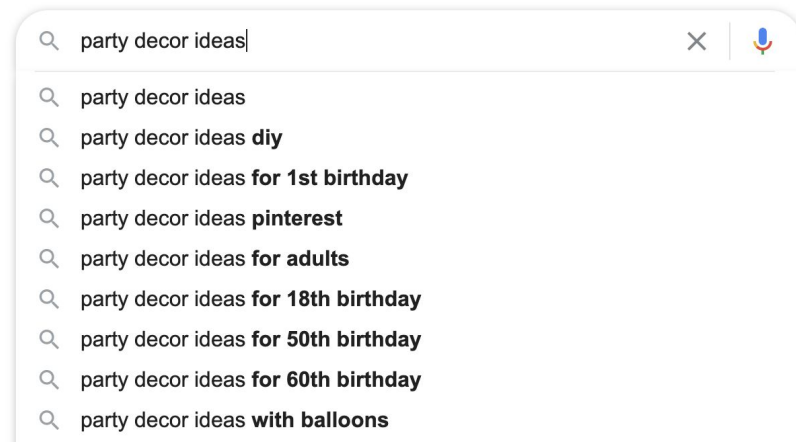 party decor ideas
party decor ideas
party decor ideas diy
party decor ideas for 1st birthday
party decor ideas pinterest
party decor ideas for adults
party decor ideas for 18th birthday
party decor ideas for 50th birthday
party decor ideas for 60th birthday
party decor ideas with balloons